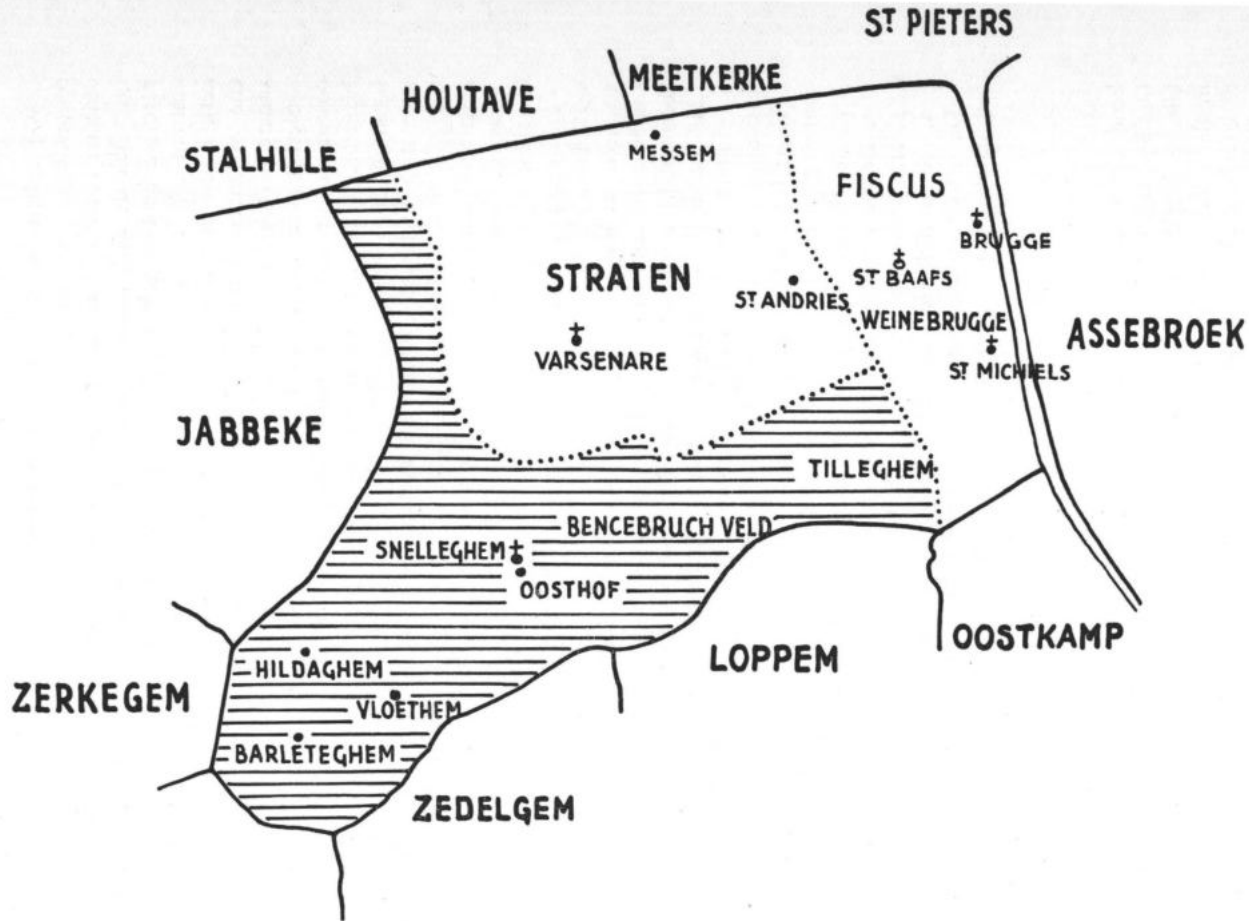 Sᵀ PIETERS
MEETKERKE
HOUTAVE
STALHILLE
MESSEM
FISCUS
BRUGGE
STRATEN
Sᵀ BAAFS
Sᵀ ANDRIES
WEINEBRUGGE
ASSEBROEK
VARSENARE
Sᵀ MICHIELS
JABBEKE
TILLEGHEM
BENCEBRUCH VELD
SNELLEGHEM
OOSTHOF
OOSTKAMP
LOPPEM
HILDAGHEM
ZERKEGEM
VLOETHEM
BARLETEGHEM
ZEDELGEM